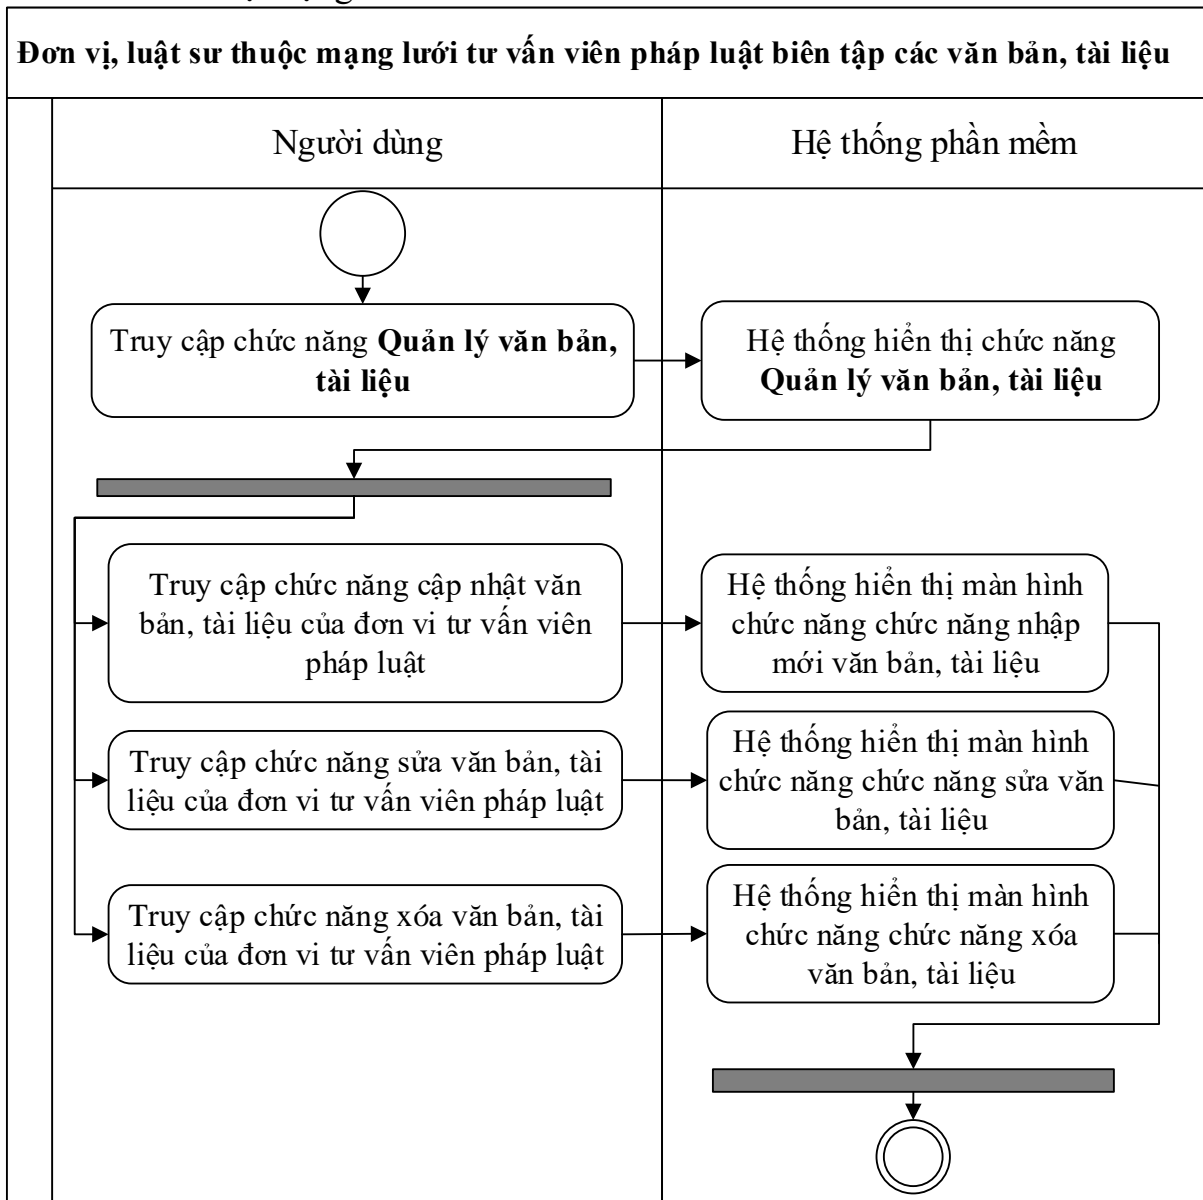 Đơn vị, luật sư thuộc mạng lưới tư vấn viên pháp luật biên tập các văn bản, tài liệu
Người dùng
Hệ thống phần mềm
Truy cập chức năng Quản lý văn bản,
tài liệu
Hệ thống hiển thị chức năng
Quản lý văn bản, tài liệu
Truy cập chức năng cập nhật văn
bản, tài liệu của đơn vi tư vấn viên
pháp luật
Hệ thống hiển thị màn hình
chức năng chức năng nhập
mới văn bản, tài liệu
Truy cập chức năng sửa văn bản, tài
liệu của đơn vi tư vấn viên pháp luật
Hệ thống hiển thị màn hình
chức năng chức năng sửa văn
bản, tài liệu
Truy cập chức năng xóa văn bản, tài
liệu của đơn vi tư vấn viên pháp luật
Hệ thống hiển thị màn hình
chức năng chức năng xóa
văn bản, tài liệu